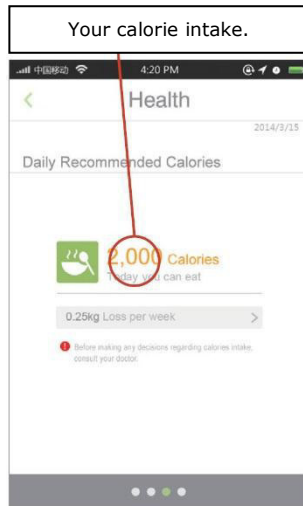 Your calorie intake.
中国移动 4:20 PM
Health
2014/3/15
Daily Recommended Calories
2,000 Calories
Today you can eat
0.25kg Loss per week
Before making any decisions regarding calories intake,
consult your doctor.